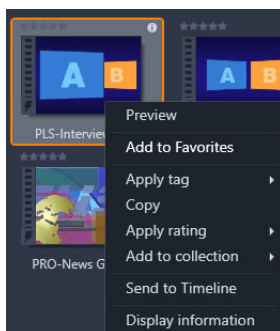 A
B
A
B
PLS-Interview
Preview
Add to Favorites
Apply tag
Copy
Apply rating
Add to collection
Send to Timeline
Display information
PRO-News G